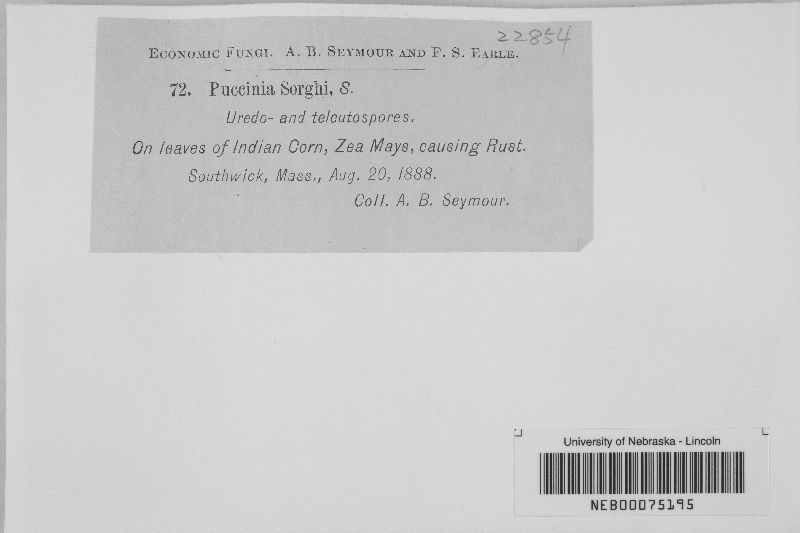 22854
Economic Fungi. A. B. Seymour and F. S. Earle.
72. Puccinia Sorghi, S.
Uredo- and teleutospores.
On leaves of Indian Corn, Zea Mays, causing Rust.
Southwick, Mass., Aug. 20, 1888.
Coll. A. B. Seymour.
University of Nebraska - Lincoln
NEB00075195